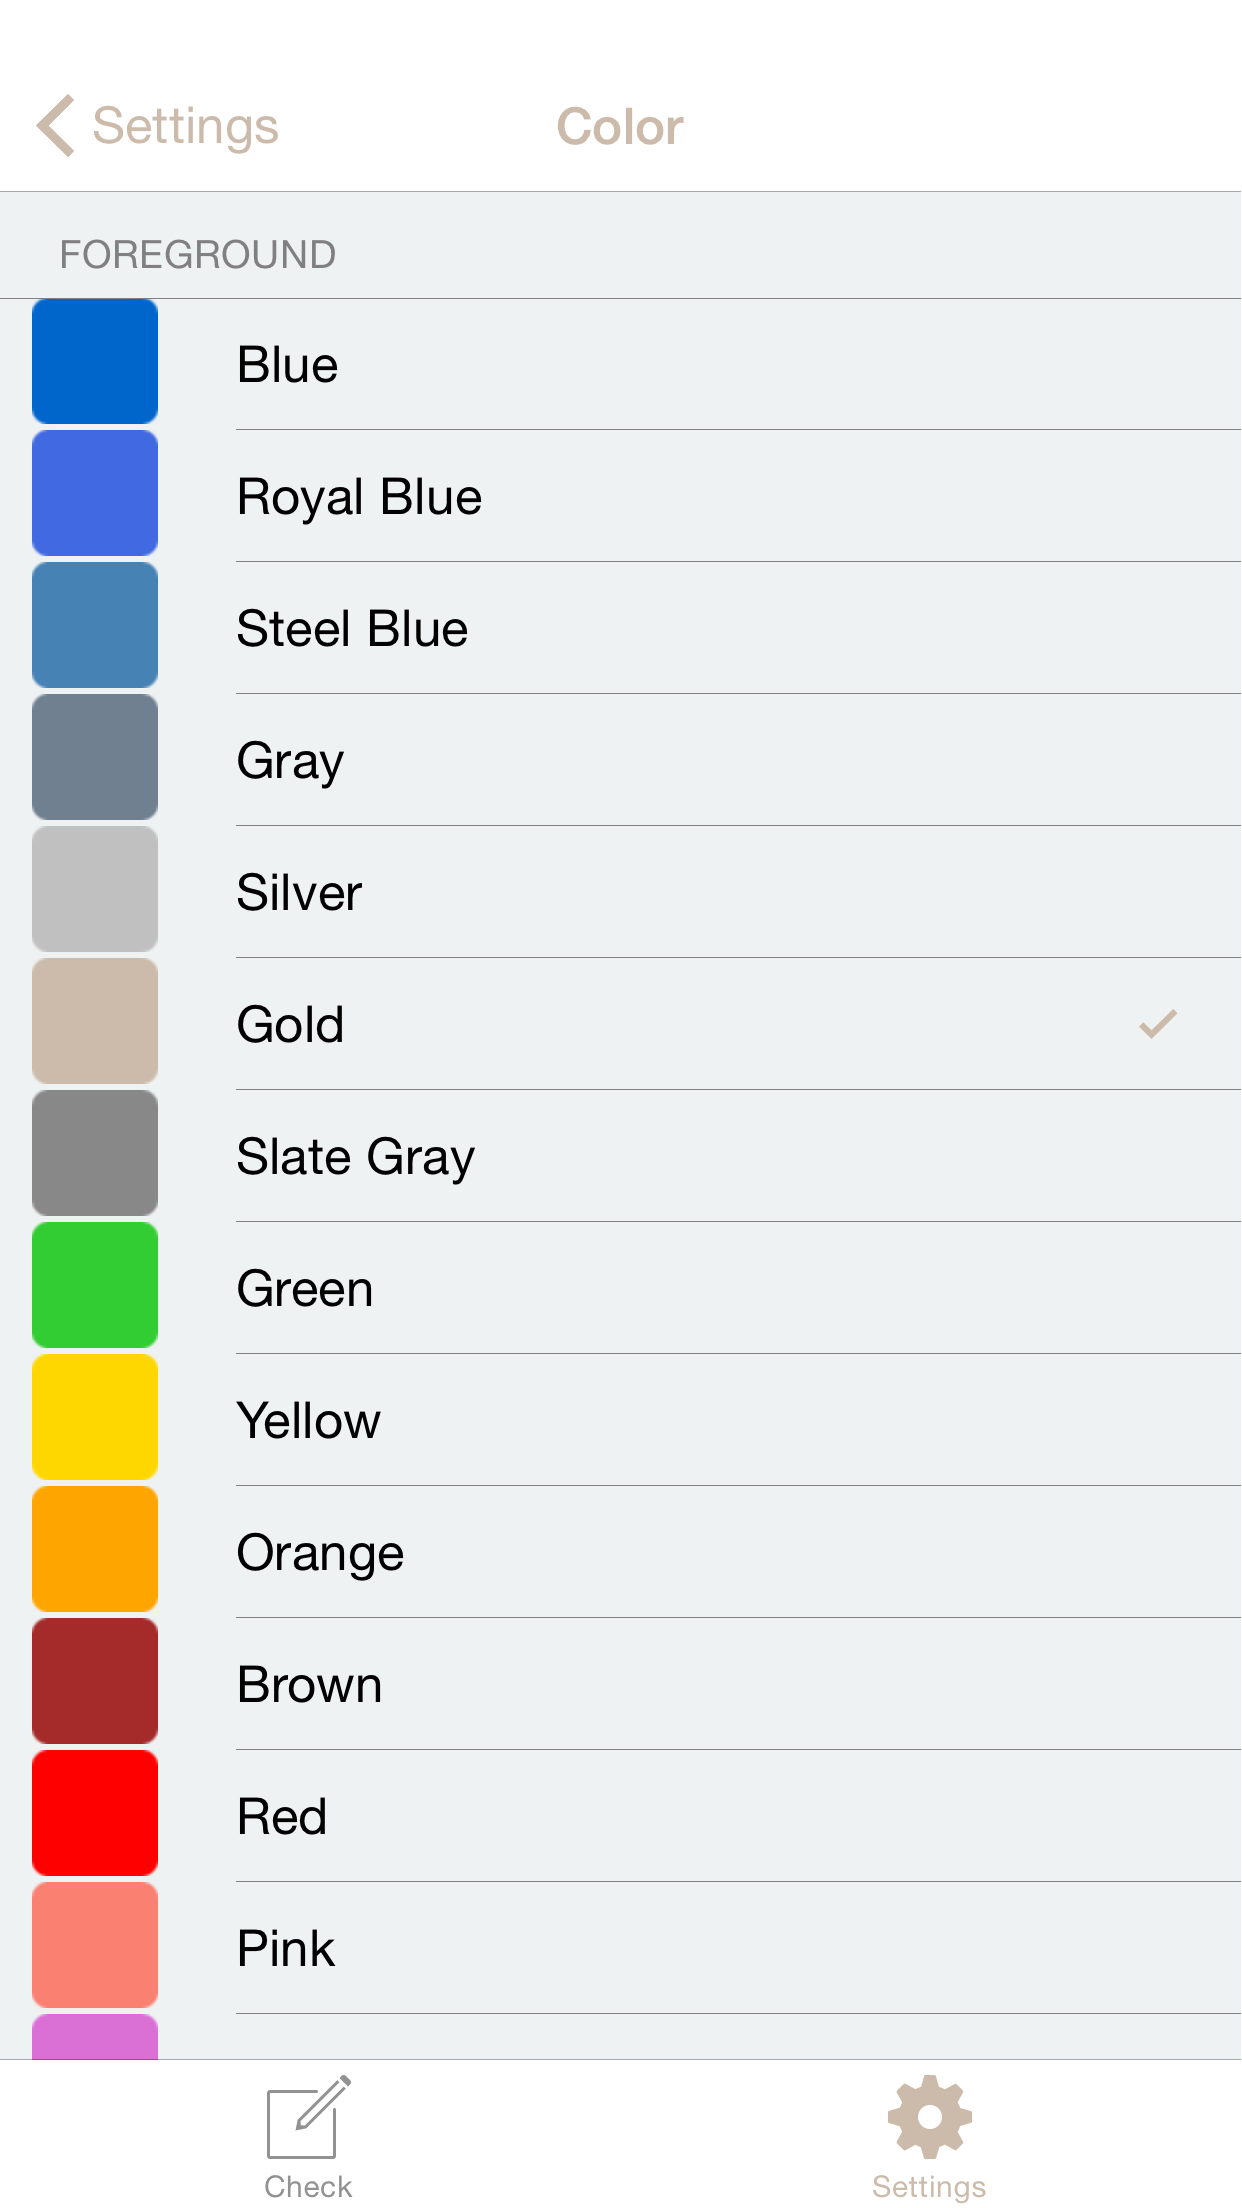 Settings
Color
FOREGROUND
Blue
Royal Blue
Steel Blue
Gray
Silver
Gold
Slate Gray
Green
Yellow
Orange
Brown
Red
Pink
Check
Settings